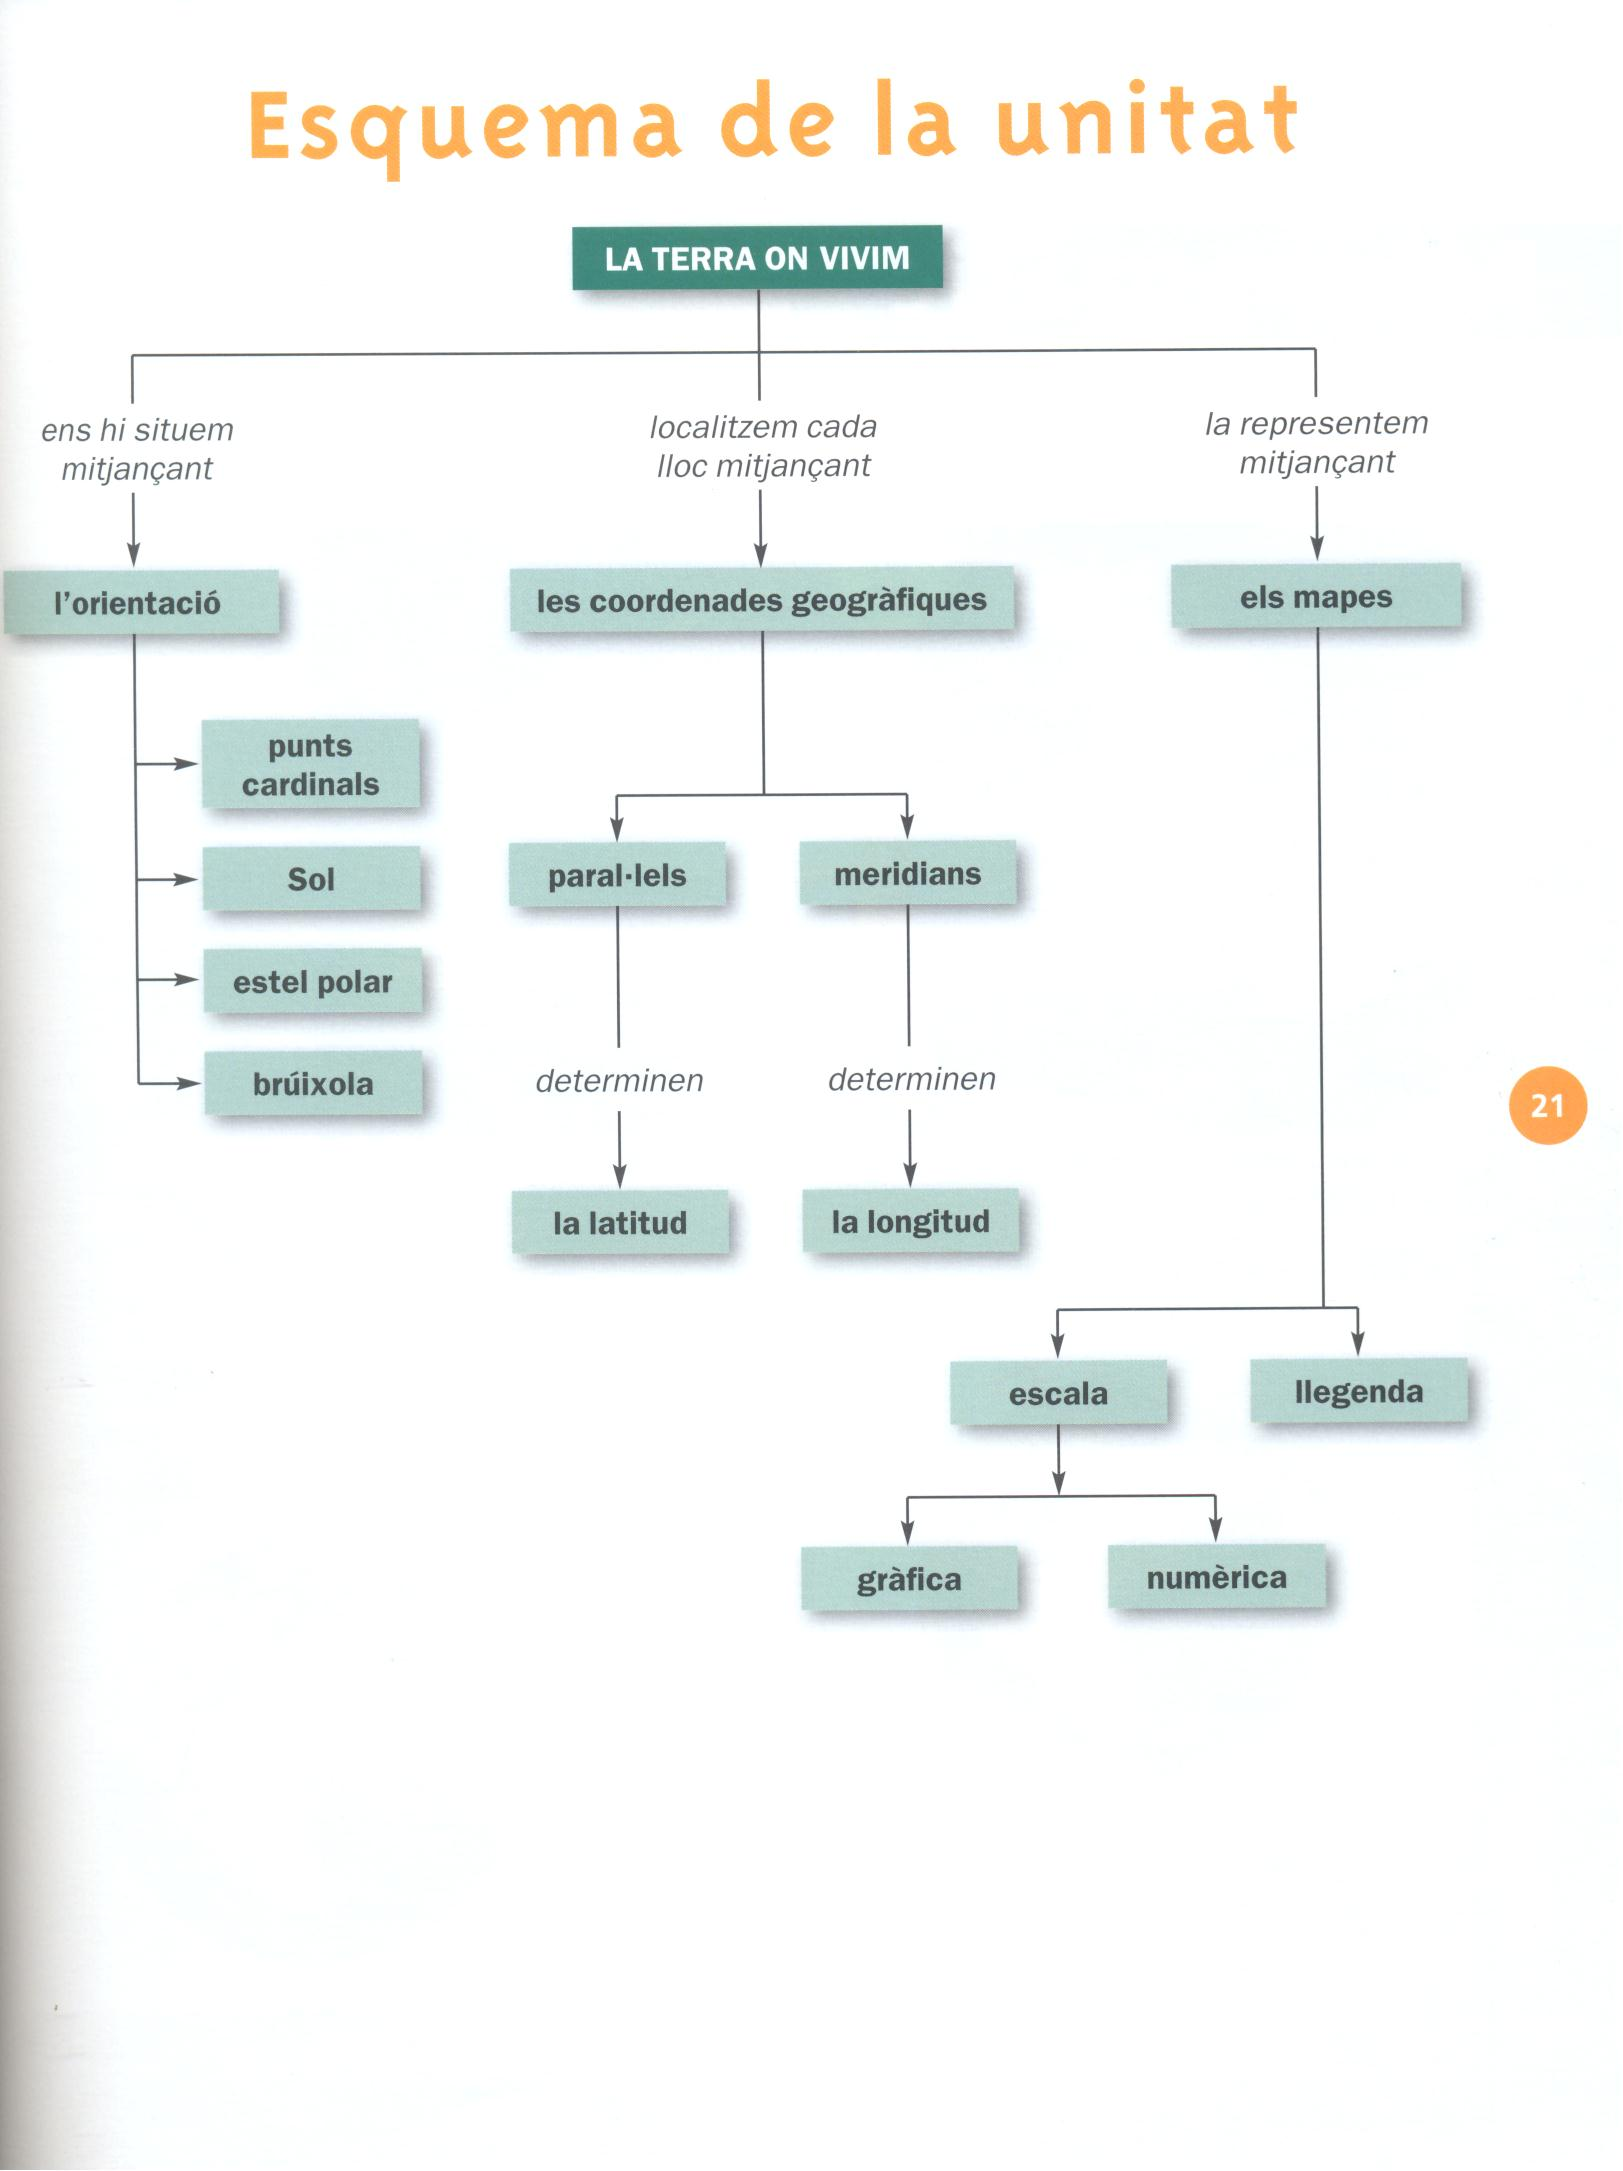 Esquema de la unitat
LA TERRA ON VIVIM
ens hi situem
mitjançant
localitzem cada
lloc mitjançant
la representem
mitjançant
l'orientació
les coordenades geogràfiques
els mapes
punts
cardinals
Sol
estel polar
brúixola
paral·lels
meridians
determinen
determinen
la latitud
la longitud
21
escala
llegenda
gràfica
numèrica